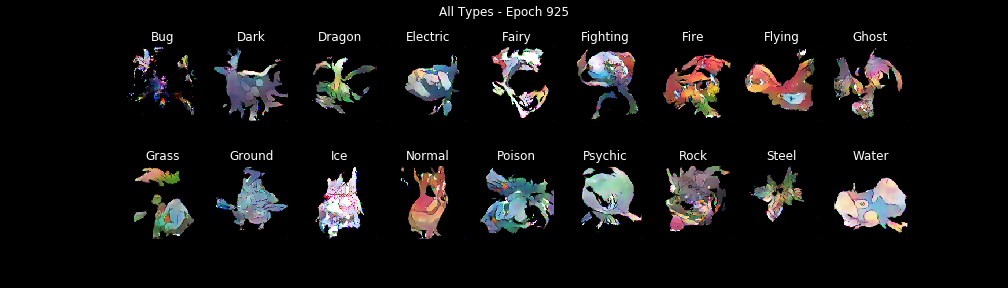 All Types - Epoch 925
Bug Dark Dragon Electric Fairy Fighting Fire Flying Ghost
Grass Ground Ice Normal Poison Psychic Rock Steel Water